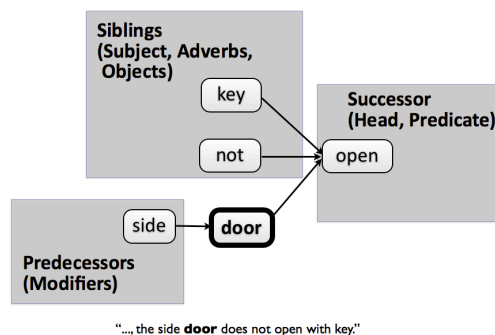 Siblings
(Subject, Adverbs,
Objects)
key
not
Successor
(Head, Predicate)
open
side
door
Predecessors
(Modifiers)
“..., the side door does not open with key.”